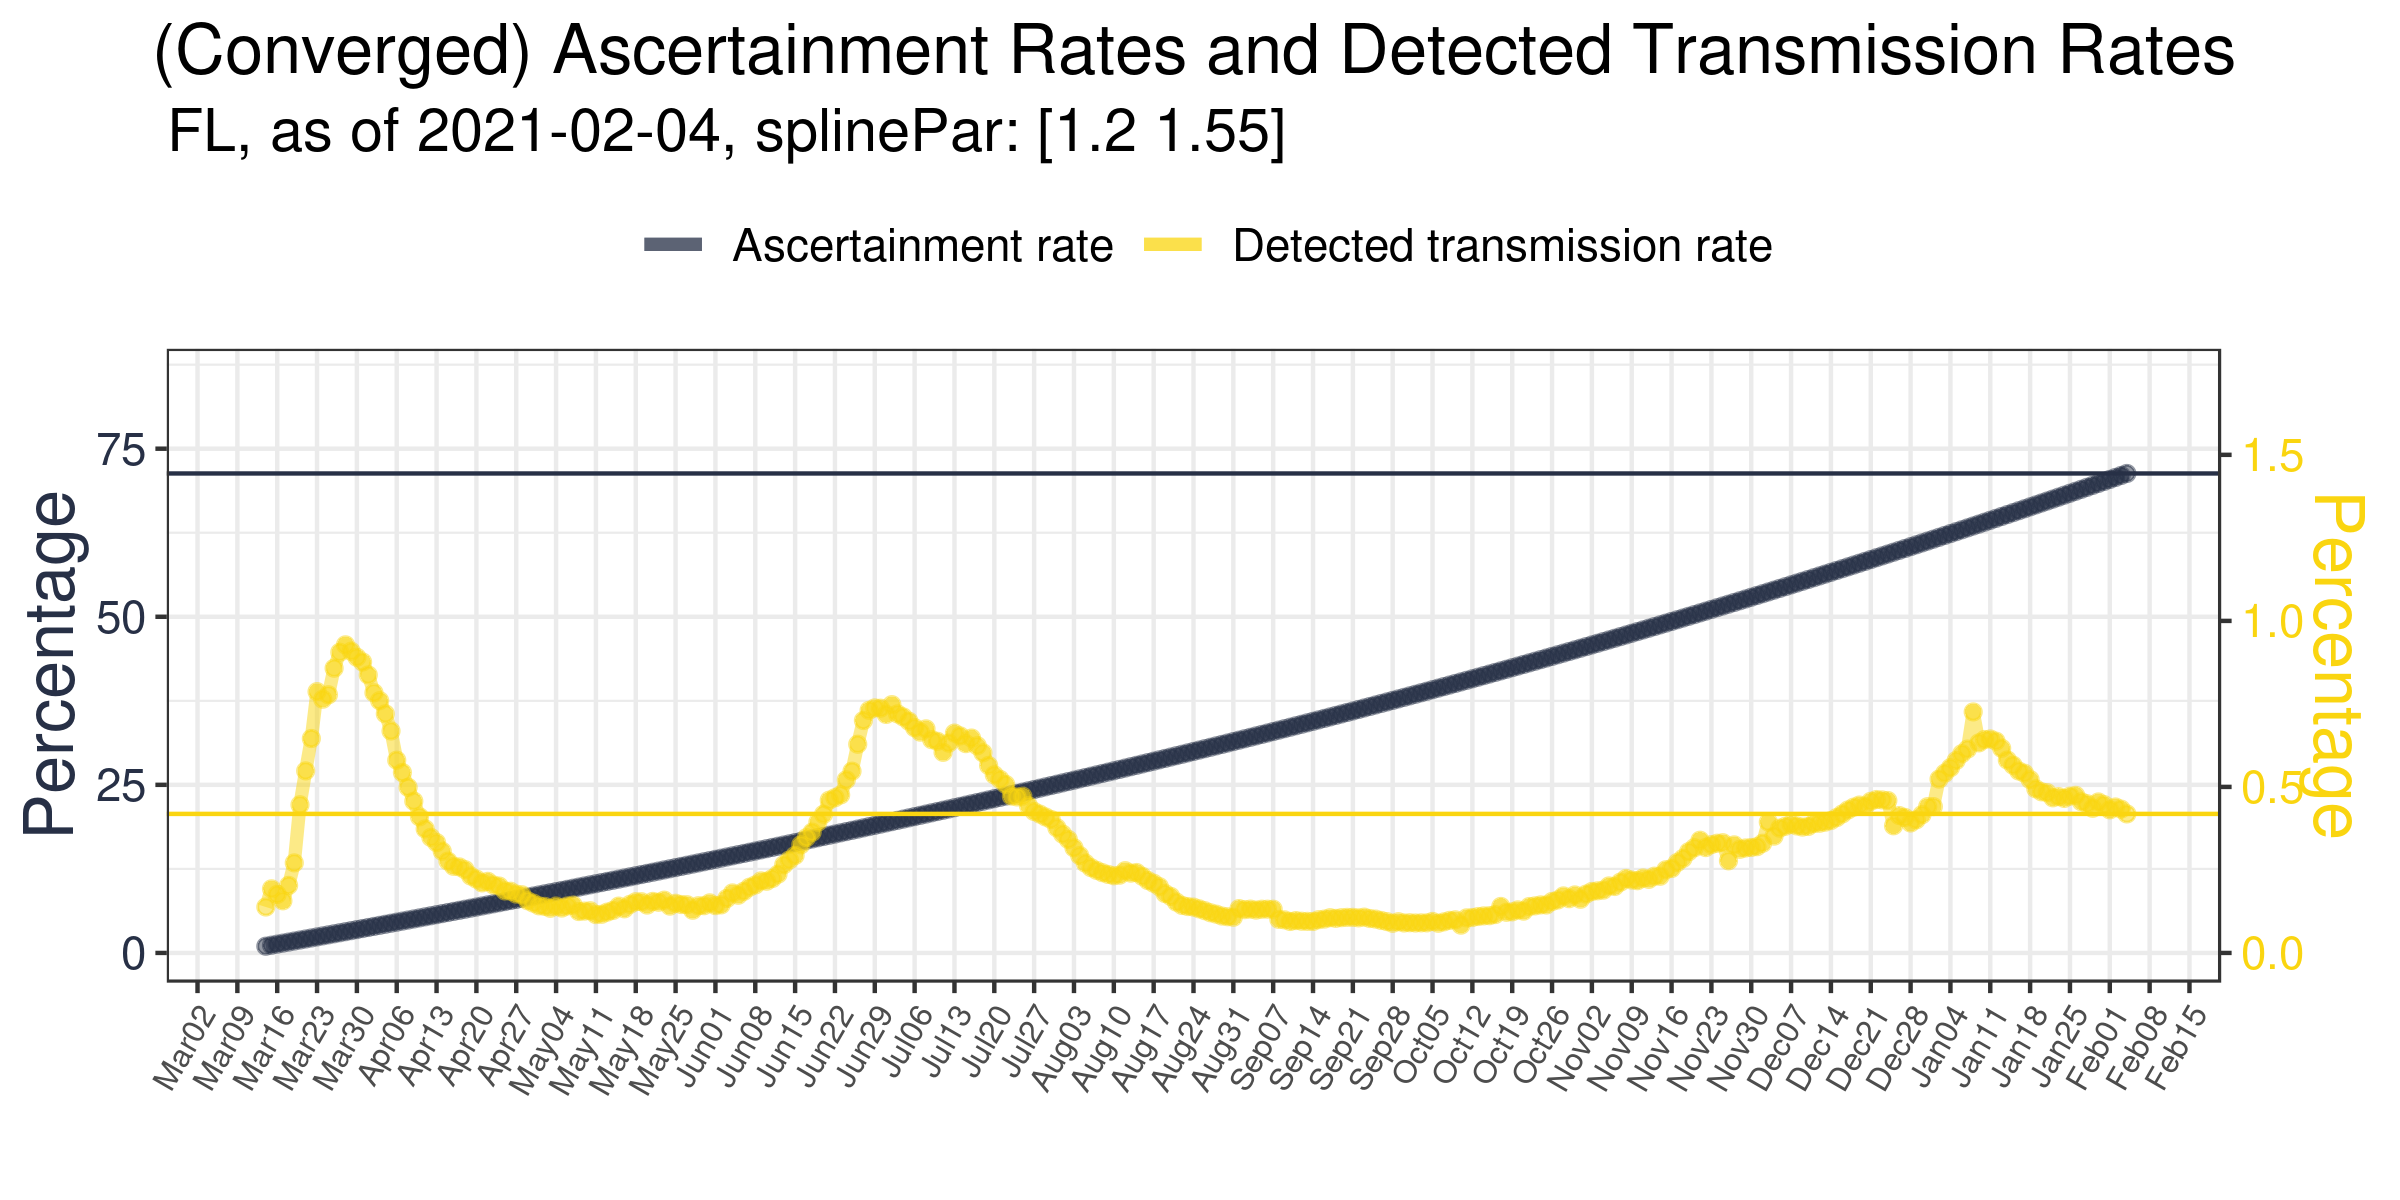 (Converged) Ascertainment Rates and Detected Transmission Rates
FL, as of 2021-02-04, splinePar: [1.2 1.55]
Ascertainment rate
Detected transmission rate
Percentage
75
50
25
0
1.5
1.0
0.5
0.0
Percentage
Mar02
Mar09
Mar16
Mar23
Mar30
Apr06
Apr13
Apr20
Apr27
May04
May11
May18
May25
Jun01
Jun08
Jun15
Jun22
Jun29
Jul06
Jul13
Jul20
Jul27
Aug03
Aug10
Aug17
Aug24
Aug31
Sep07
Sep14
Sep21
Sep28
Oct05
Oct12
Oct19
Oct26
Nov02
Nov09
Nov16
Nov23
Nov30
Dec07
Dec14
Dec21
Dec28
Jan04
Jan11
Jan18
Jan25
Feb01
Feb08
Feb15